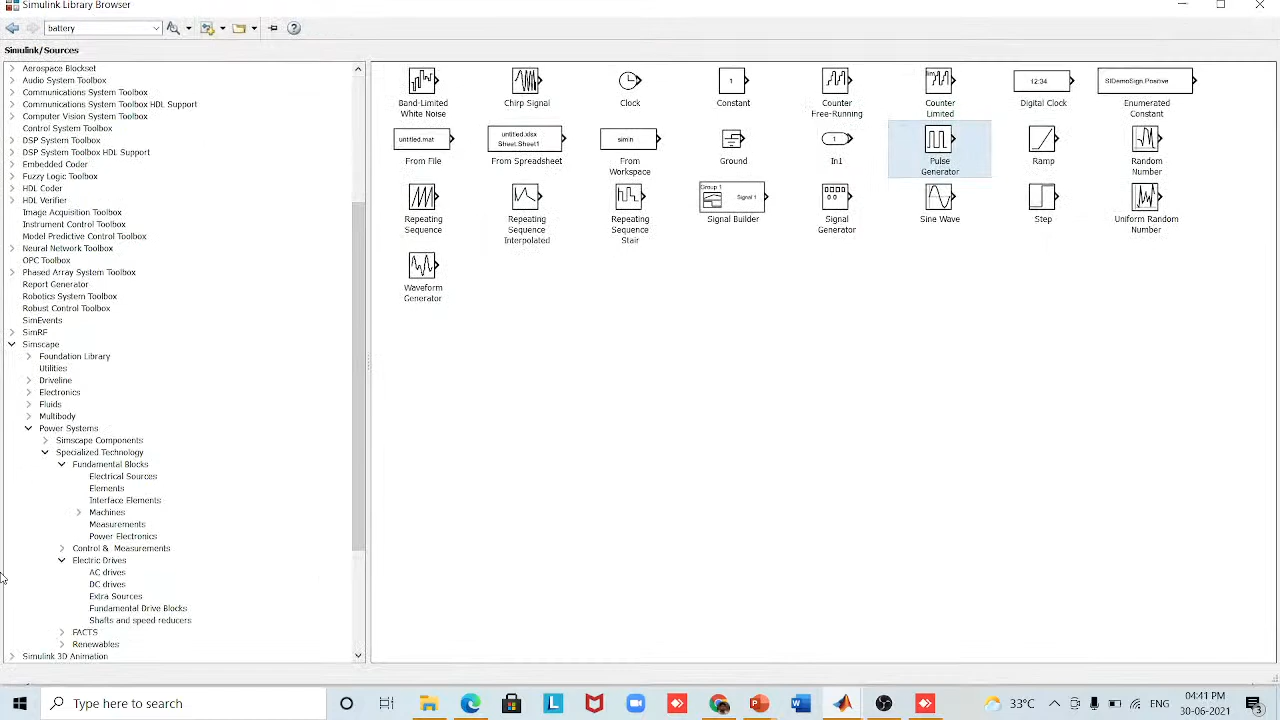 Simulink Library Browser
battery
Simulink/Sources
Aerospace Blockset
Audio System Toolbox
Communications System Toolbox
Communications System Toolbox HDL Support
Computer Vision System Toolbox
Control System Toolbox
DSP System Toolbox
DSP System Toolbox HDL Support
Embedded Coder
Fuzzy Logic Toolbox
HDL Coder
HDL Verifier
Image Acquisition Toolbox
Instrument Control Toolbox
Model Predictive Control Toolbox
Neural Network Toolbox
OPC Toolbox
Phased Array System Toolbox
Report Generator
Robotics System Toolbox
Robust Control Toolbox
SimEvents
SimRF
Simscape
Foundation Library
Utilities
Driveline
Electronics
Fluids
Multibody
Power Systems
Simscape Components
Specialized Technology
Fundamental Blocks
Electrical Sources
Elements
Interface Elements
Machines
Measurements
Power Electronics
Control & Measurements
Electric Drives
AC drives
DC drives
Extra Sources
Fundamental Drive Blocks
Shafts and speed reducers
FACTS
Renewables
Simulink 3D Animation
1
lim
12:34
SlDemoSign.Positive
Band-Limited
White Noise
Chirp Signal
Clock
Constant
Counter
Free-Running
Counter
Limited
Digital Clock
Enumerated
Constant
untitled.mat
untitled.xlsx
Sheet:Sheet1
simin
1
From File
From Spreadsheet
From
Workspace
Ground
In1
Pulse
Generator
Ramp
Random
Number
Group 1
Signal 1
Repeating
Sequence
Repeating
Sequence
Interpolated
Repeating
Sequence
Stair
Signal Builder
Signal
Generator
Sine Wave
Step
Uniform Random
Number
Waveform
Generator
Type here to search
33°C
ENG
04:41 PM
30-06-2021
3